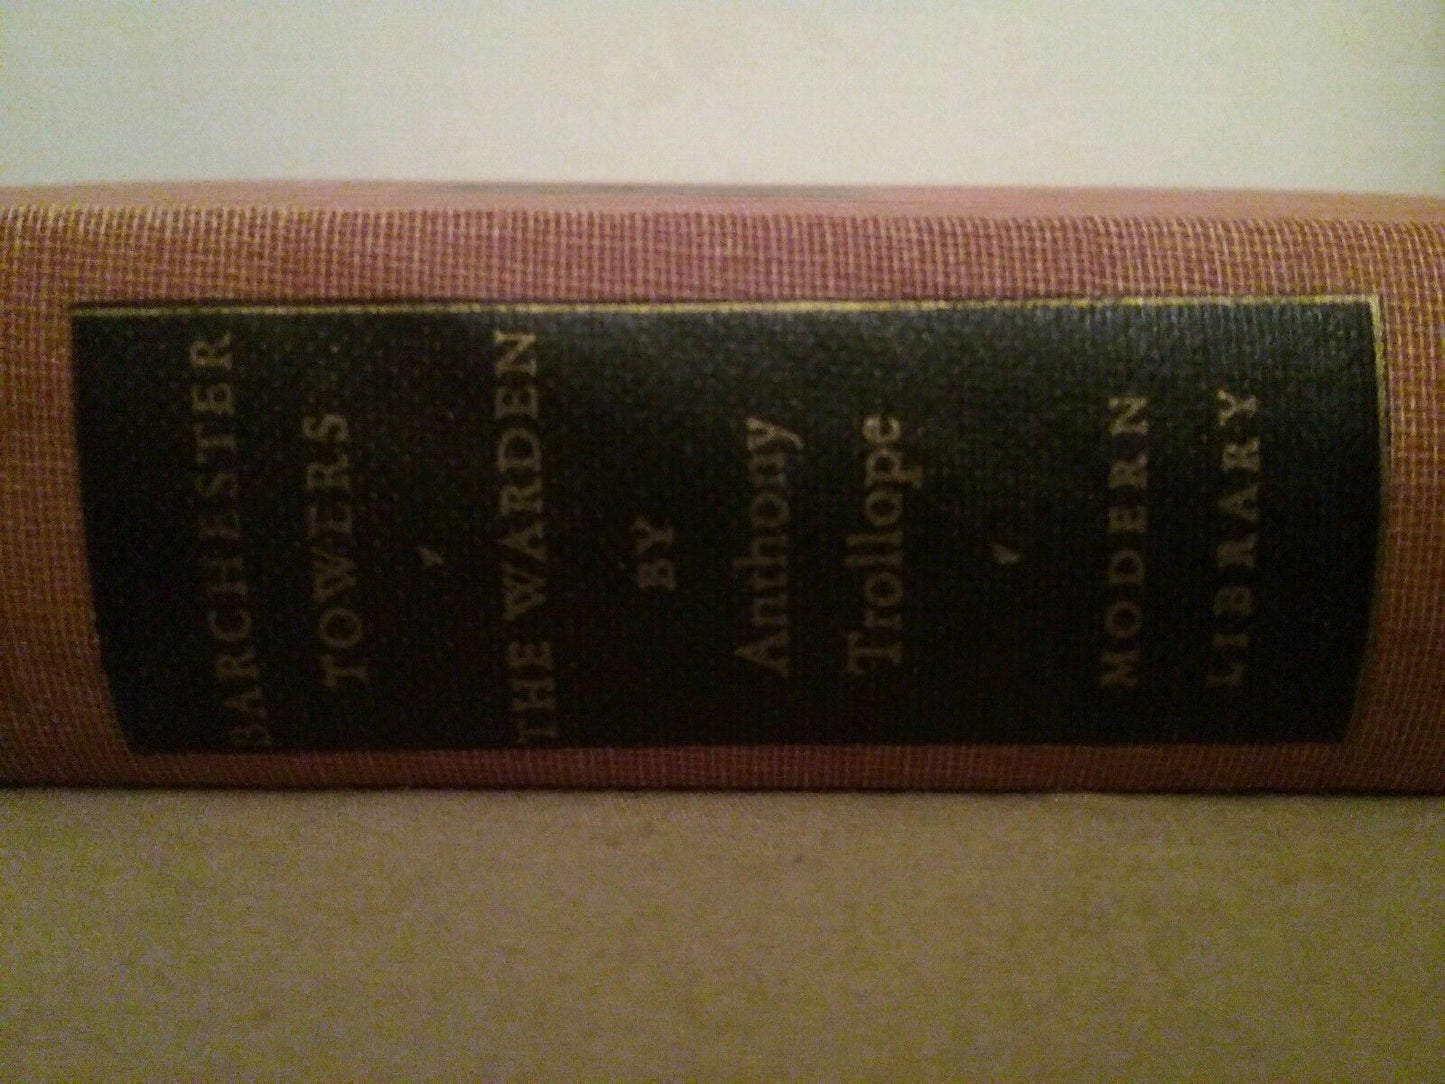 BARCHESTER
TOWERS
THE WARDEN
BY
Anthony
Trollope
MODERN
LIBRARY